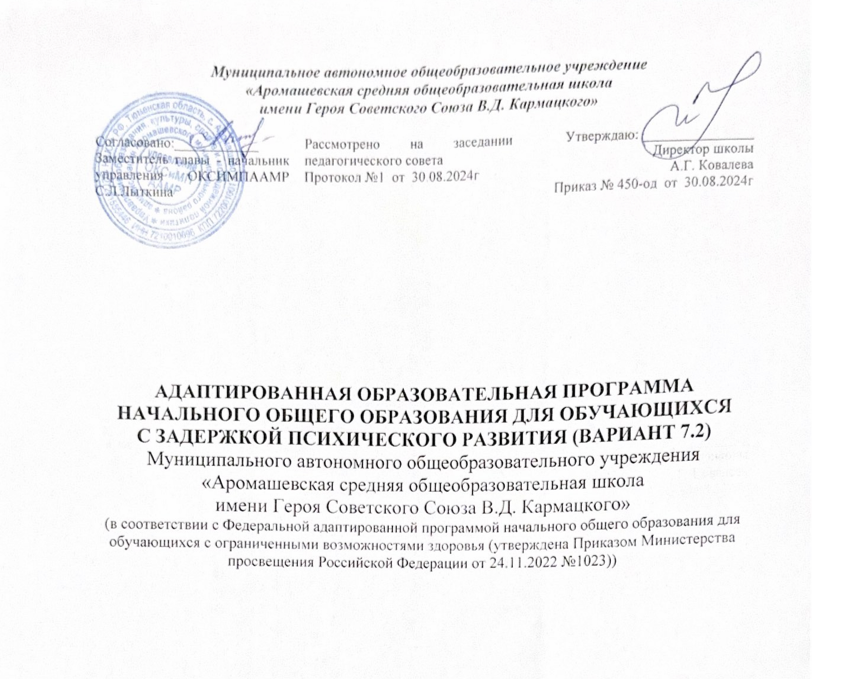 Муниципальное автономное общеобразовательное учреждение
«Аромашевская средняя общеобразовательная школа
имени Героя Советского Союза В.Д. Кармацкого»
Согласовано:
Заместитель главы начальник
управления ОКСИМПААМР
С.Л.Лыткина
Рассмотрено на заседании
педагогического совета
Протокол №1 от 30.08.2024г
Утверждаю:
Директор школы
А.Г. Ковалева
Приказ № 450-од от 30.08.2024г
АДАПТИРОВАННАЯ ОБРАЗОВАТЕЛЬНАЯ ПРОГРАММА
НАЧАЛЬНОГО ОБЩЕГО ОБРАЗОВАНИЯ ДЛЯ ОБУЧАЮЩИХСЯ
С ЗАДЕРЖКОЙ ПСИХИЧЕСКОГО РАЗВИТИЯ (ВАРИАНТ 7.2)
Муниципального автономного общеобразовательного учреждения
«Аромашевская средняя общеобразовательная школа
имени Героя Советского Союза В.Д. Кармацкого»
(в соответствии с Федеральной адаптированной программой начального общего образования для
обучающихся с ограниченными возможностями здоровья (утверждена Приказом Министерства
просвещения Российской Федерации от 24.11.2022 №1023))